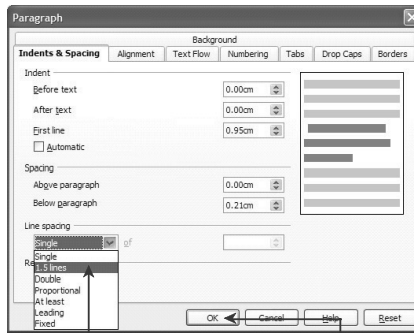 Paragraph
Background
Indents & Spacing Alignment Text Flow Numbering Tabs Drop Caps Borders
Indent
Before text 0.00cm
After text 0.00cm
First line 0.95cm
Automatic
Spacing
Above paragraph 0.00cm
Below paragraph 0.21cm
Line spacing
Single of
Single
Re
1.5 lines
Double
Proportional
At least
Leading
Fixed
OK Cancel Help Reset